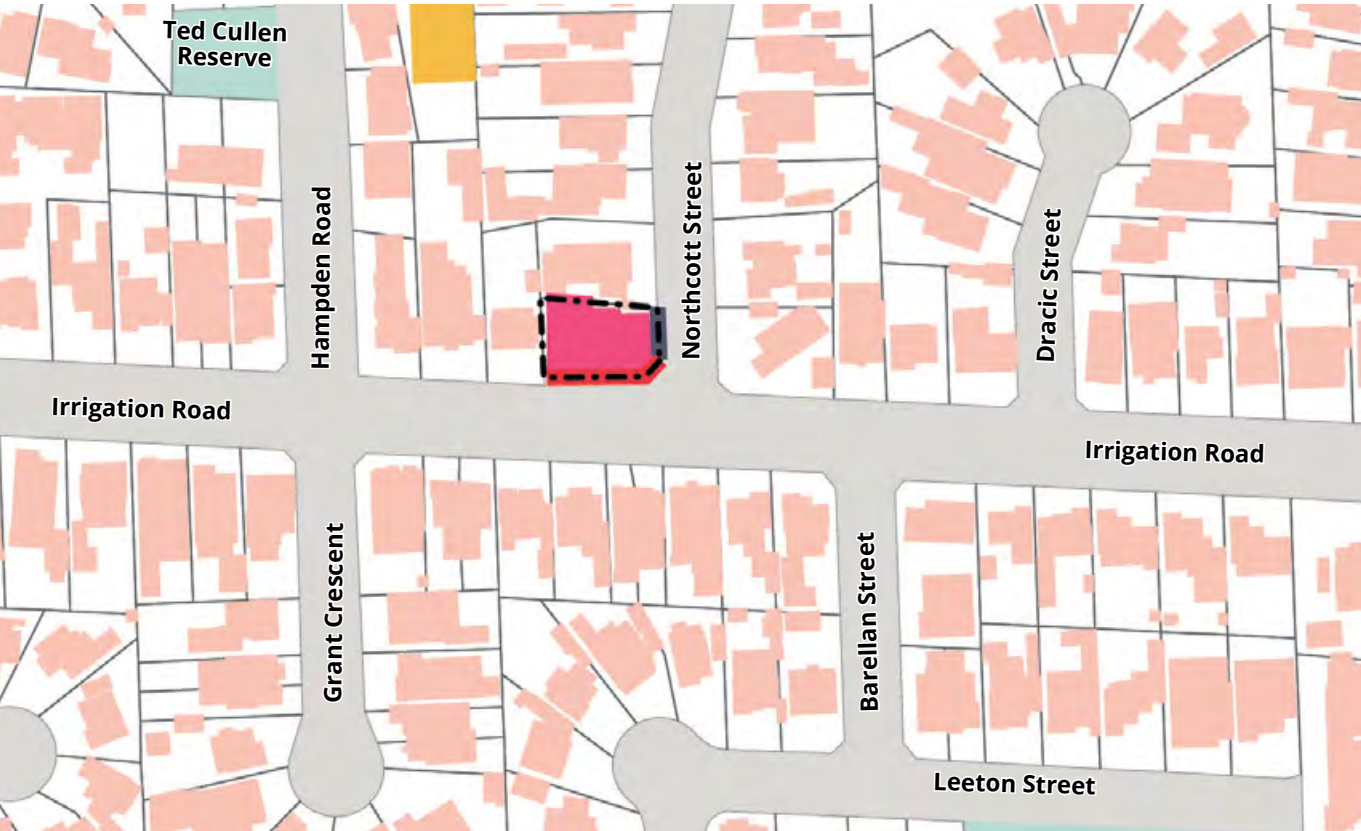 Ted Cullen
Reserve
Hampden Road
Northcott Street
Dracic Street
Irrigation Road
Irrigation Road
Grant Crescent
Barellan Street
Leeton Street